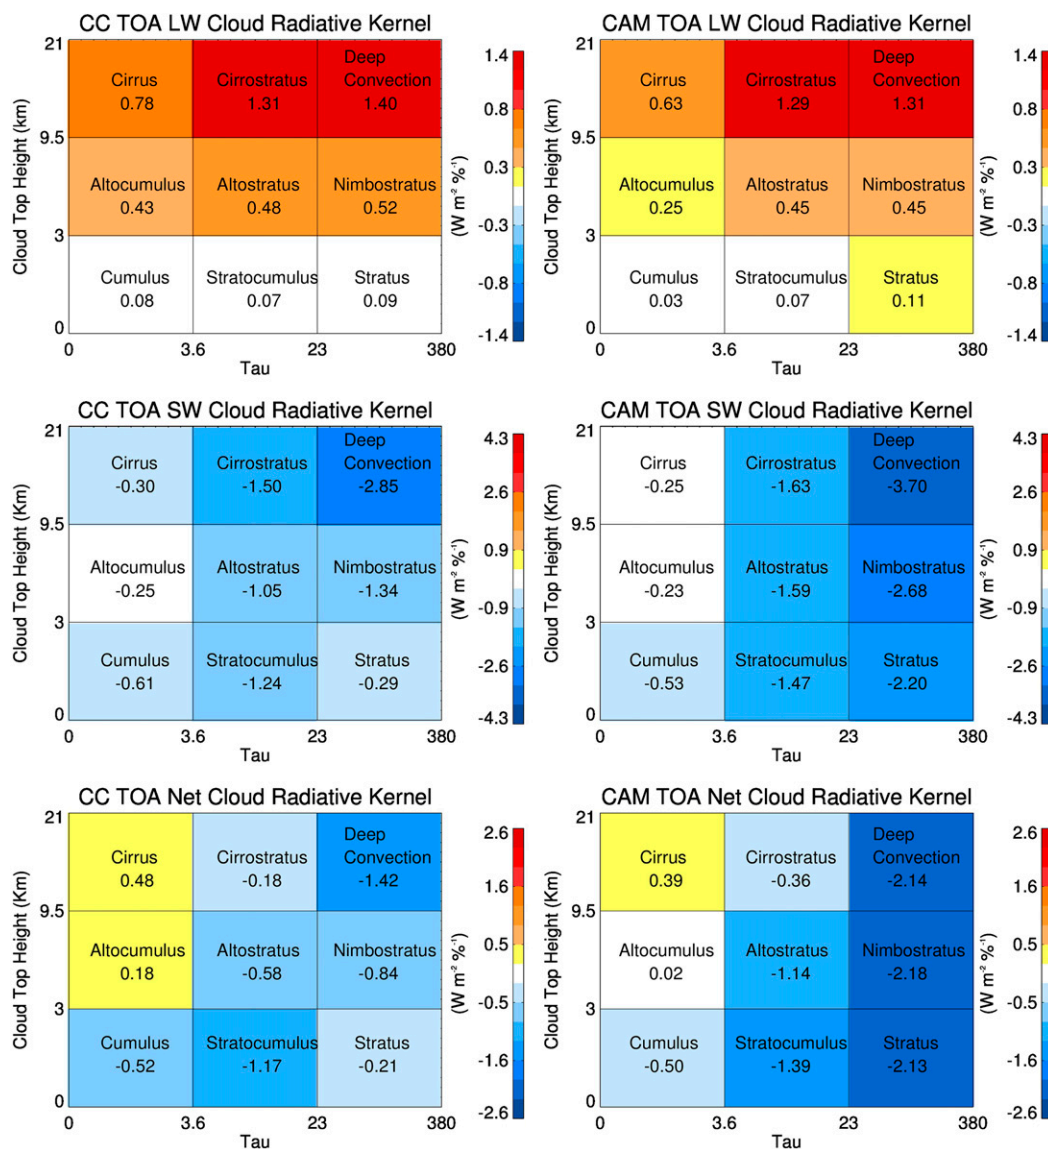 CC TOA LW Cloud Radiative Kernel
21
9.5
3
0
Cloud Top Height (km)
Cirrus
0.78
Cirrostratus
1.31
Deep
Convection
1.40
Altocumulus
0.43
Altostratus
0.48
Nimbostratus
0.52
Cumulus
0.08
Stratocumulus
0.07
Stratus
0.09
0
3.6
23
380
Tau
1.4
0.8
0.3
-0.3
-0.8
-1.4
(W m⁻² %⁻¹)
CAM TOA LW Cloud Radiative Kernel
21
9.5
3
0
Cloud Top Height (km)
Cirrus
0.63
Cirrostratus
1.29
Deep
Convection
1.31
Altocumulus
0.25
Altostratus
0.45
Nimbostratus
0.45
Cumulus
0.03
Stratocumulus
0.07
Stratus
0.11
0
3.6
23
380
Tau
1.4
0.8
0.3
-0.3
-0.8
-1.4
(W m⁻² %⁻¹)
CC TOA SW Cloud Radiative Kernel
21
9.5
3
0
Cloud Top Height (Km)
Cirrus
-0.30
Cirrostratus
-1.50
Deep
Convection
-2.85
Altocumulus
-0.25
Altostratus
-1.05
Nimbostratus
-1.34
Cumulus
-0.61
Stratocumulus
-1.24
Stratus
-0.29
0
3.6
23
380
Tau
4.3
2.6
0.9
-0.9
-2.6
-4.3
(W m⁻² %⁻¹)
CAM TOA SW Cloud Radiative Kernel
21
9.5
3
0
Cloud Top Height (Km)
Cirrus
-0.25
Cirrostratus
-1.63
Deep
Convection
-3.70
Altocumulus
-0.23
Altostratus
-1.59
Nimbostratus
-2.68
Cumulus
-0.53
Stratocumulus
-1.47
Stratus
-2.20
0
3.6
23
380
Tau
4.3
2.6
0.9
-0.9
-2.6
-4.3
(W m⁻² %⁻¹)
CC TOA Net Cloud Radiative Kernel
21
9.5
3
0
Cloud Top Height (Km)
Cirrus
0.48
Cirrostratus
-0.18
Deep
Convection
-1.42
Altocumulus
0.18
Altostratus
-0.58
Nimbostratus
-0.84
Cumulus
-0.52
Stratocumulus
-1.17
Stratus
-0.21
0
3.6
23
380
Tau
2.6
1.6
0.5
-0.5
-1.6
-2.6
(W m⁻² %⁻¹)
CAM TOA Net Cloud Radiative Kernel
21
9.5
3
0
Cloud Top Height (Km)
Cirrus
0.39
Cirrostratus
-0.36
Deep
Convection
-2.14
Altocumulus
0.02
Altostratus
-1.14
Nimbostratus
-2.18
Cumulus
-0.50
Stratocumulus
-1.39
Stratus
-2.13
0
3.6
23
380
Tau
2.6
1.6
0.5
-0.5
-1.6
-2.6
(W m⁻² %⁻¹)